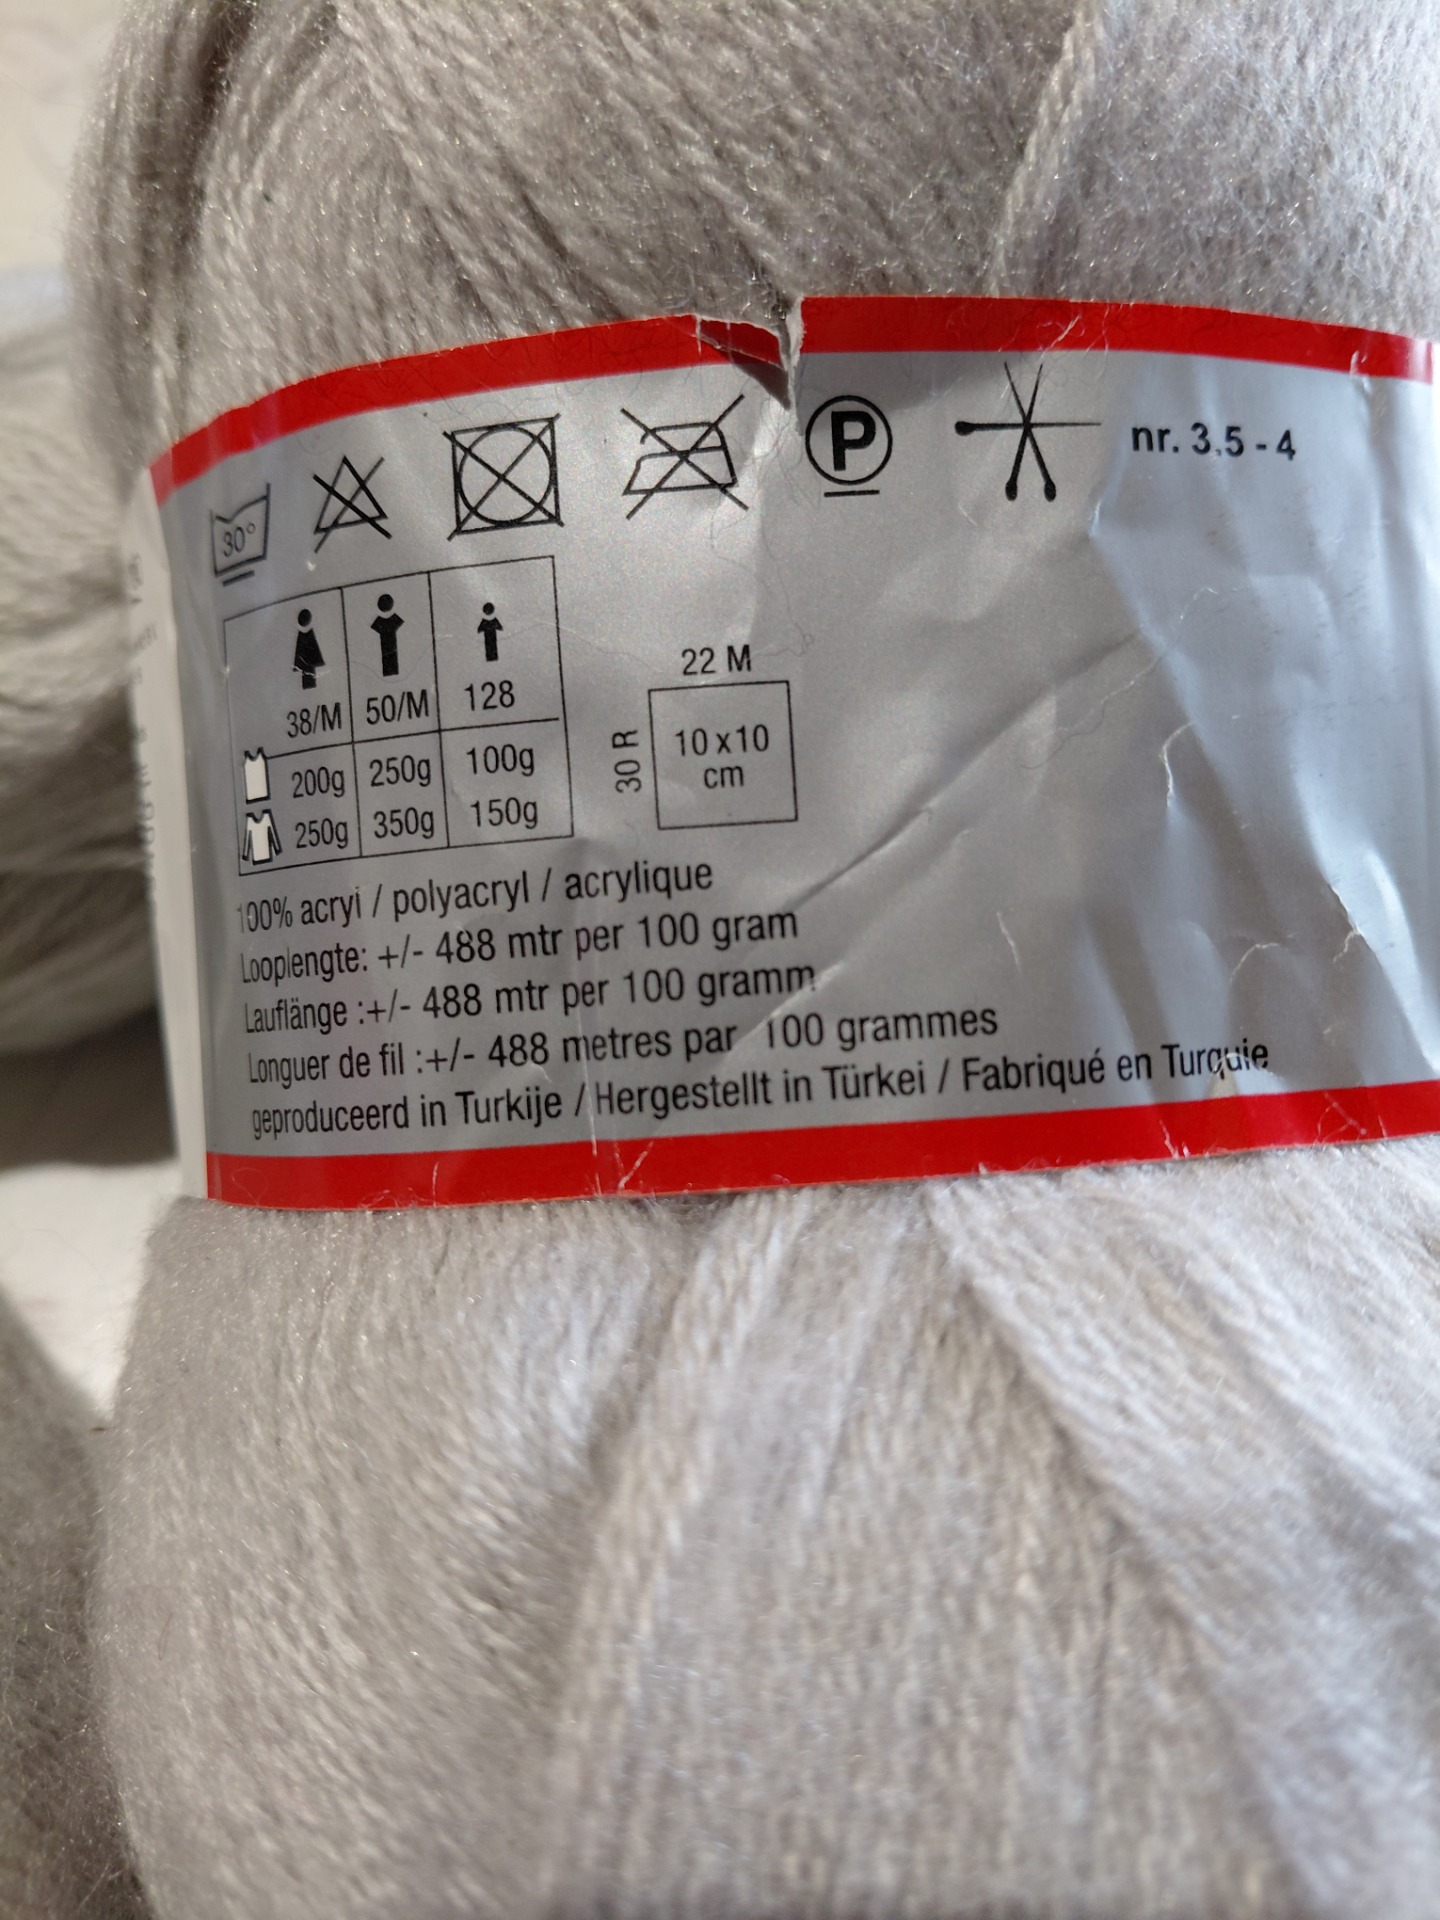 30°
P
nr. 3,5 - 4
38/M 50/M 128
200g 250g 100g
250g 350g 150g
22 M
30 R
10 x 10
cm
100% acryl / polyacryl / acrylique
Looplengte: +/- 488 mtr per 100 gram
Lauflänge :+/- 488 mtr per 100 gramm
Longuer de fil :+/- 488 metres par 100 grammes
geproduceerd in Turkije / Hergestellt in Türkei / Fabriqué en Turquie